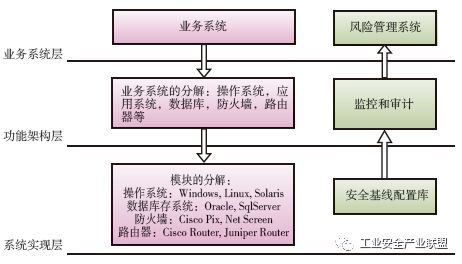 业务系统
风险管理系统
业务系统层
业务系统的分解：操作系统，应
用系统，数据库，防火墙，路由
器等
监控和审计
功能架构层
模块的分解：
操作系统：Windows, Linux, Solaris
数据库存系统：Oracle, SqlServer
防火墙：Cisco Pix, Net Screen
路由器：Cisco Router, Juniper Router
安全基线配置库
系统实现层
工业安全产业联盟